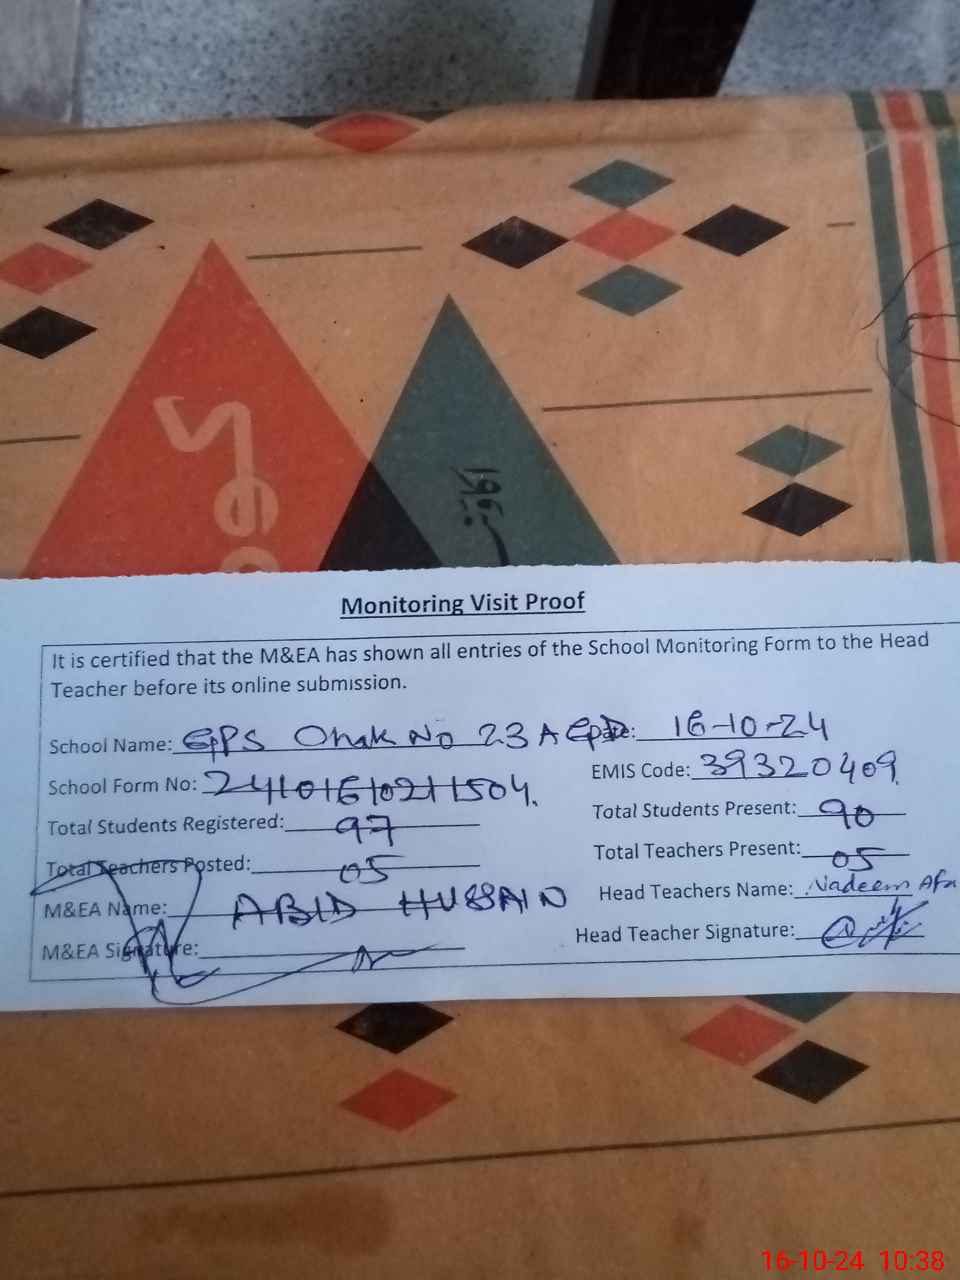 Monitoring Visit Proof
It is certified that the M&EA has shown all entries of the School Monitoring Form to the Head
Teacher before its online submission.
School Name: GPS Chak No 23 A Date: 16-10-24
School Form No: EMIS Code: 39320409
Total Students Registered: 97 Total Students Present: 90
Total Teachers Posted: 05 Total Teachers Present: 05
M&EA Name: ABID HUSSAIN Head Teachers Name: Nadeem
M&EA Signature: Head Teacher Signature:
16-10-24 10:38